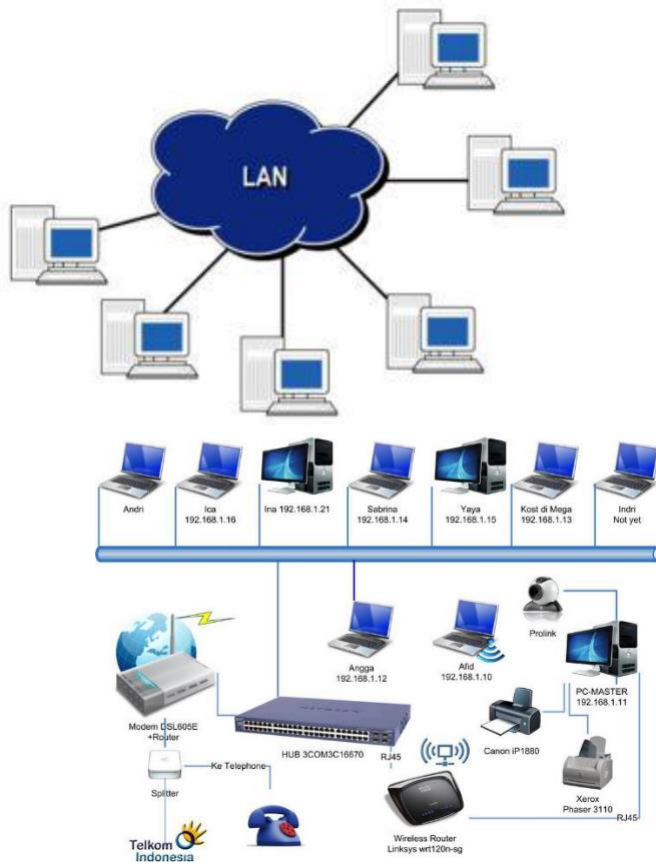 LAN
Andri
Ica
192.168.1.16
Ina 192.168.1.21
Sabrina
192.168.1.14
Yaya
192.168.1.15
Kost di Mega
192.168.1.13
Indri
Not yet
Angga
192.168.1.12
Afid
192.168.1.10
Prolink
PC-MASTER
192.168.1.11
Modem DSL605E
+Router
HUB 3COM3C16670
RJ45
Canon iP1880
Xerox
Phaser 3110
RJ45
Splitter
Ke Telephone
Wireless Router
Linksys wrt120n-sg
Telkom
Indonesia